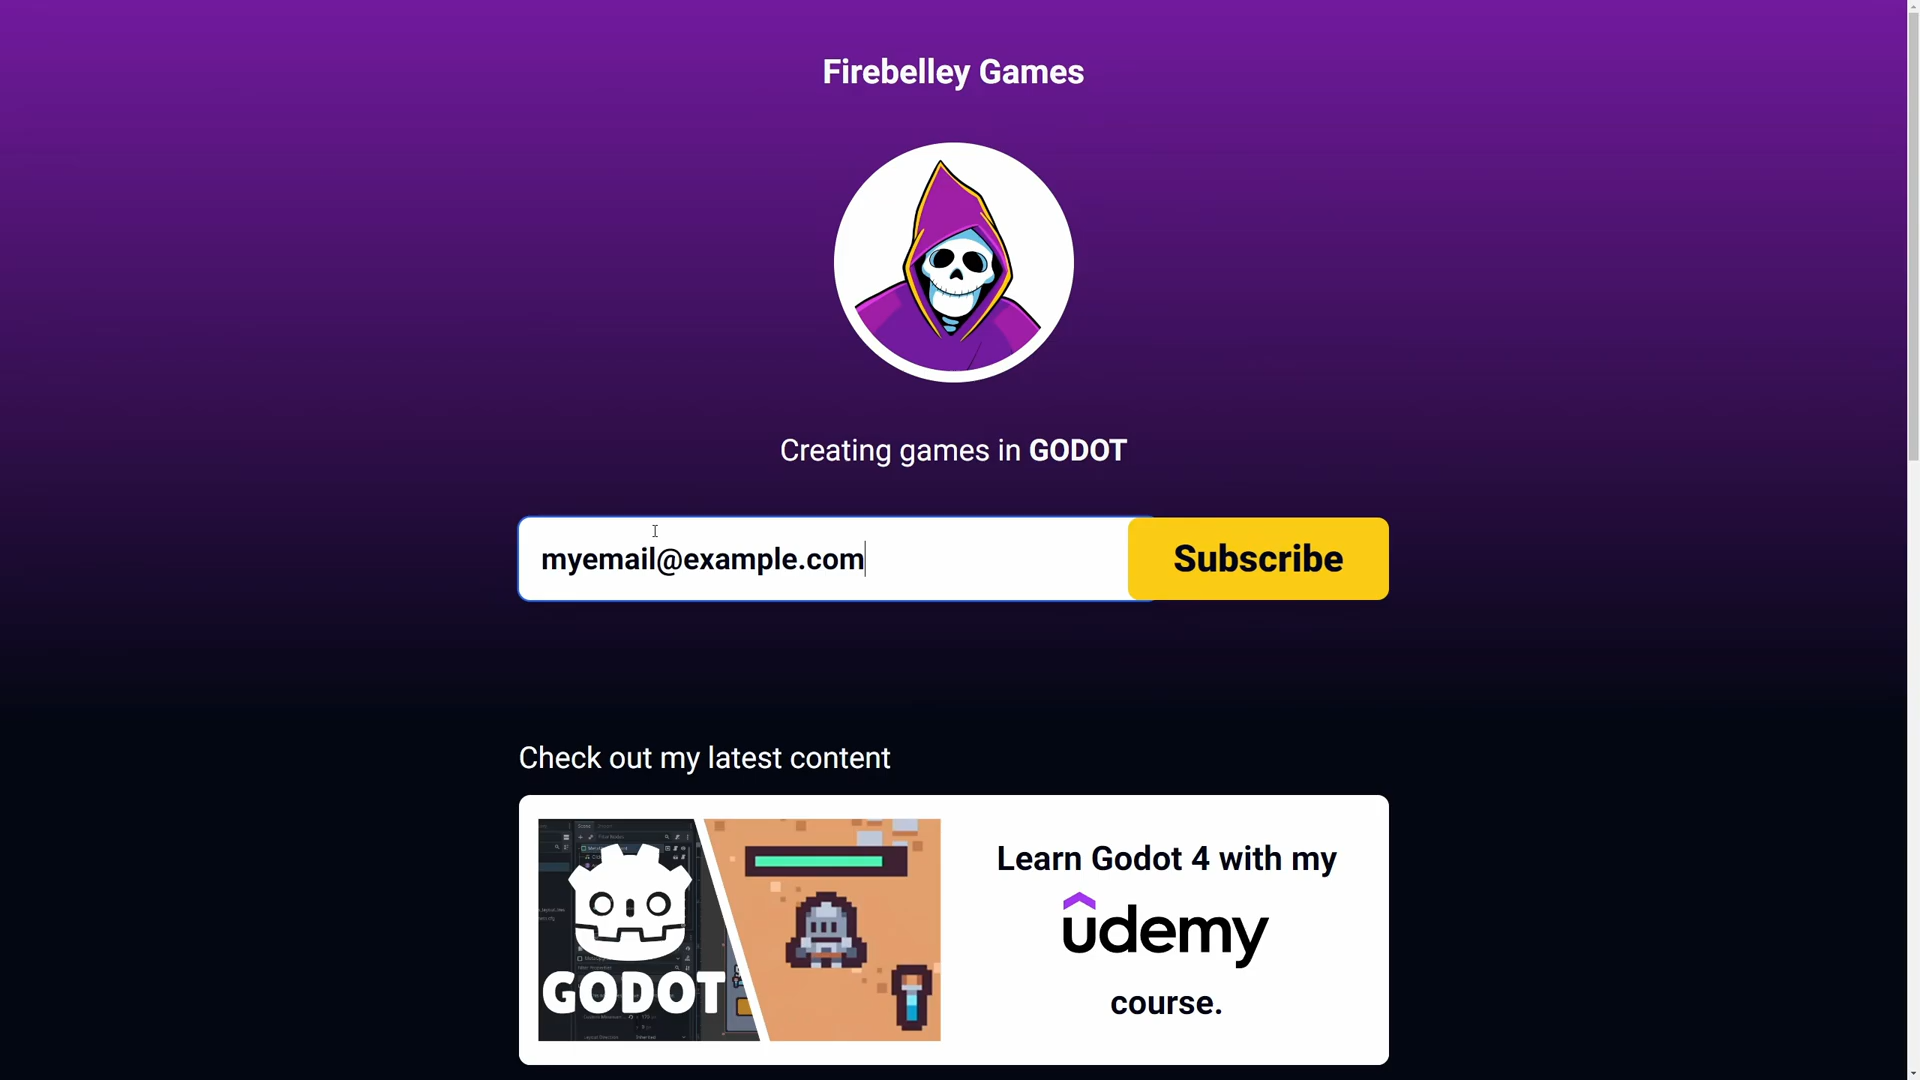 Firebelley Games
Creating games in GODOT
myemail@example.com
Subscribe
Check out my latest content
GODOT
Learn Godot 4 with my
udemy
course.